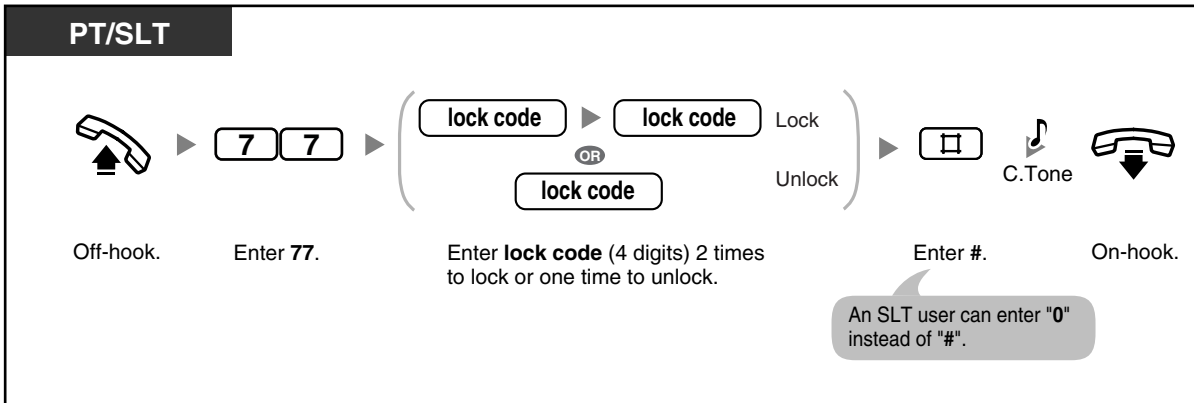 PT/SLT
7 7
lock code lock code Lock
OR
lock code Unlock
#
C.Tone
Off-hook.
Enter 77.
Enter lock code (4 digits) 2 times
to lock or one time to unlock.
Enter #.
On-hook.
An SLT user can enter "0"
instead of "#".